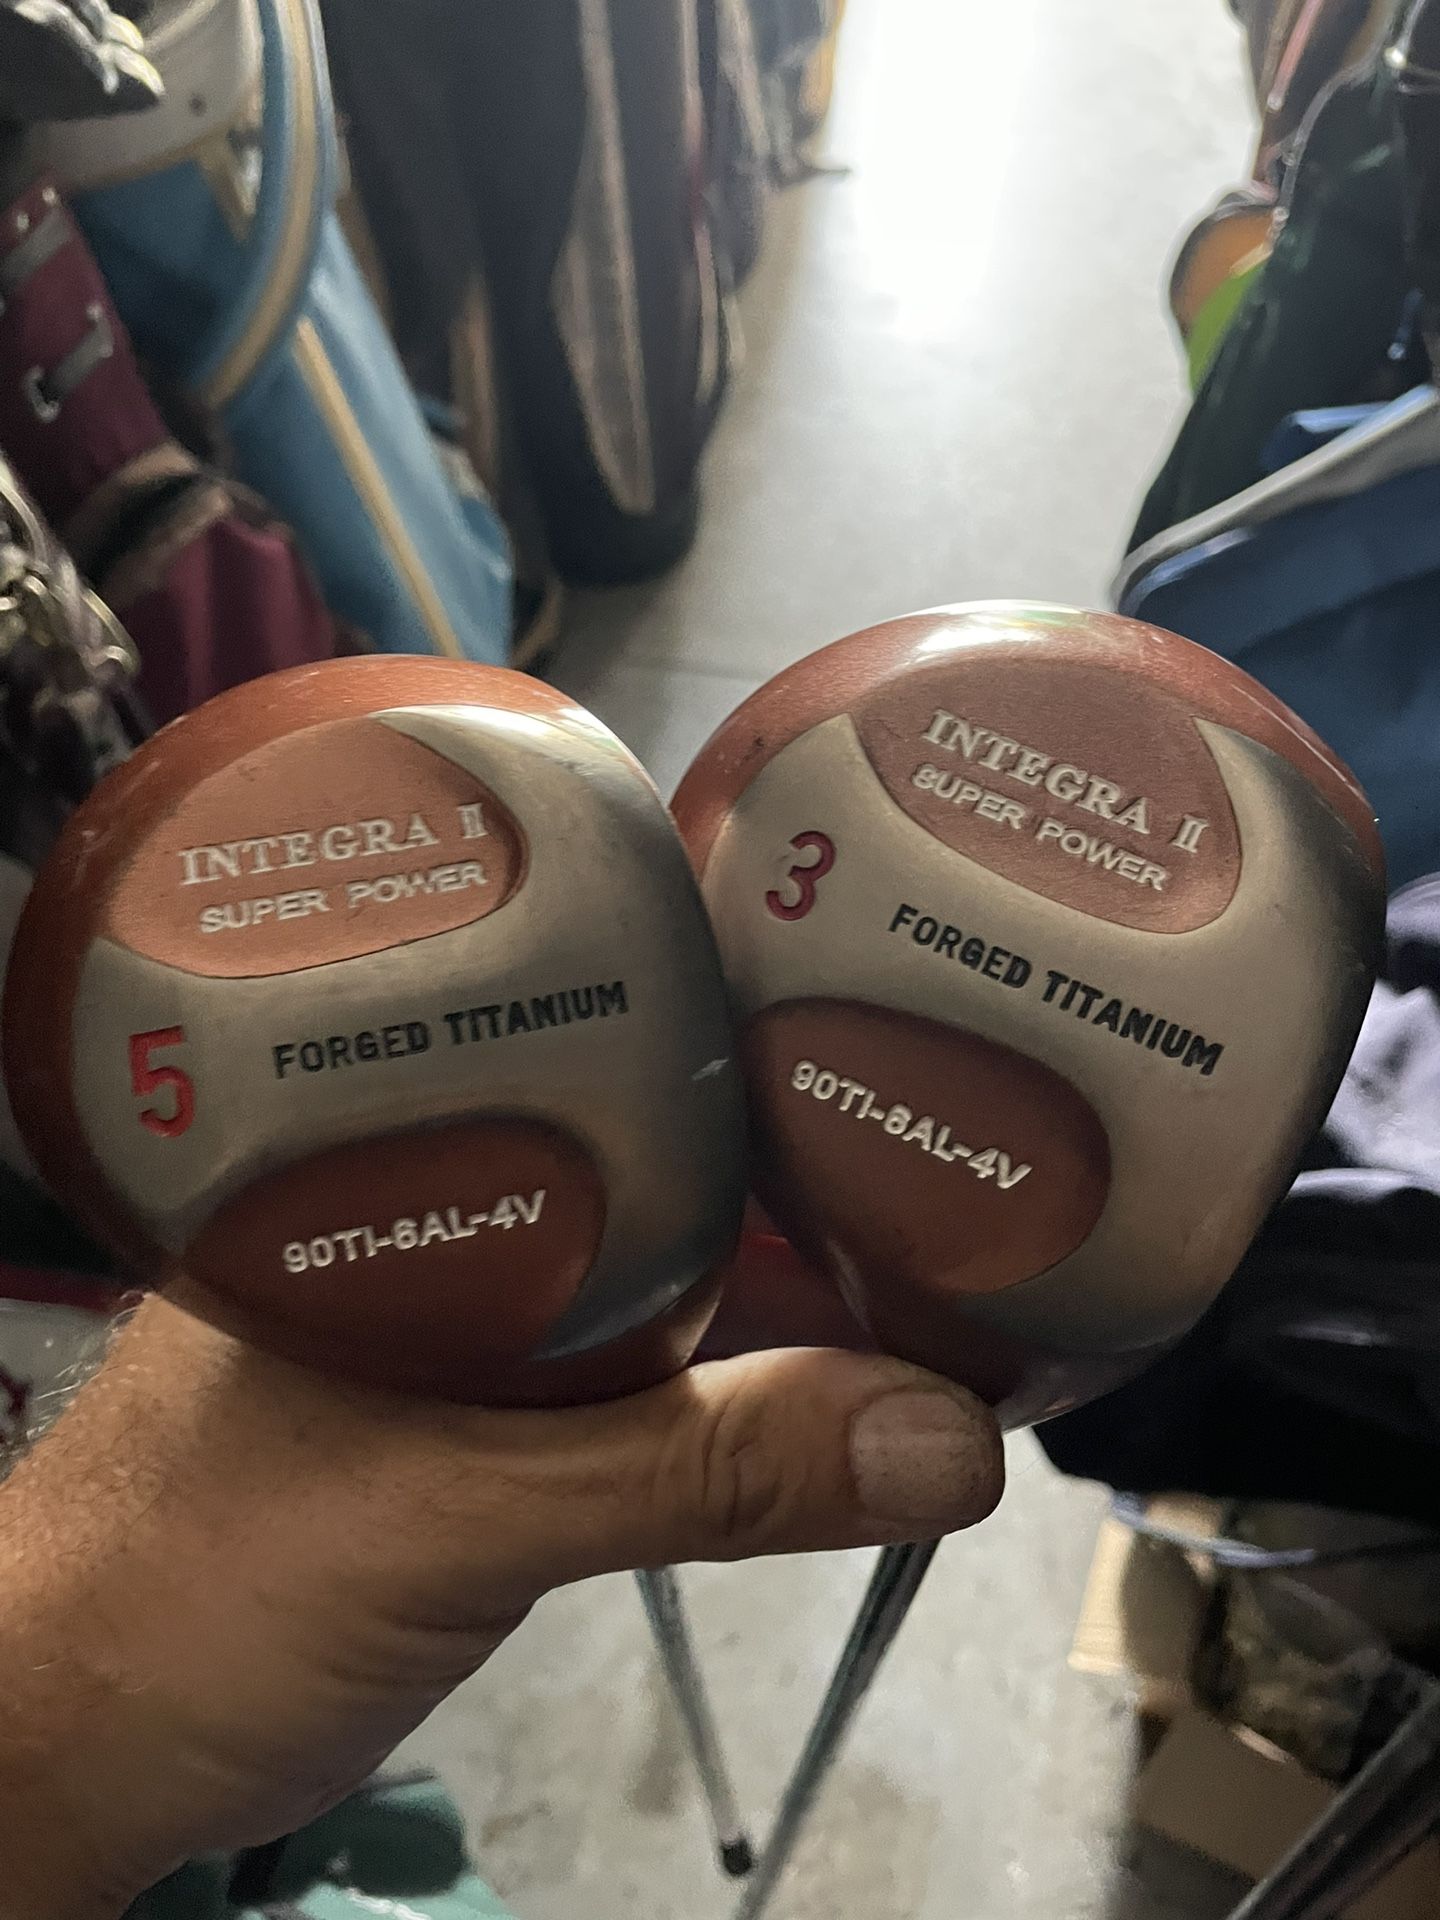 INTEGRA II
SUPER POWER
5 FORGED TITANIUM
90TI-6AL-4V
INTEGRA II
SUPER POWER
3 FORGED TITANIUM
90TI-6AL-4V